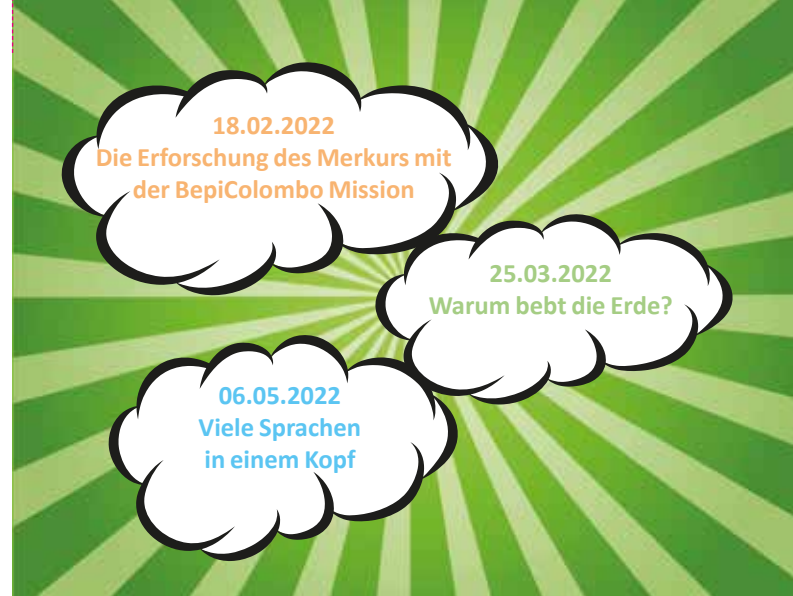 18.02.2022
Die Erforschung des Merkurs mit
der BepiColombo Mission
25.03.2022
Warum bebt die Erde?
06.05.2022
Viele Sprachen
in einem Kopf